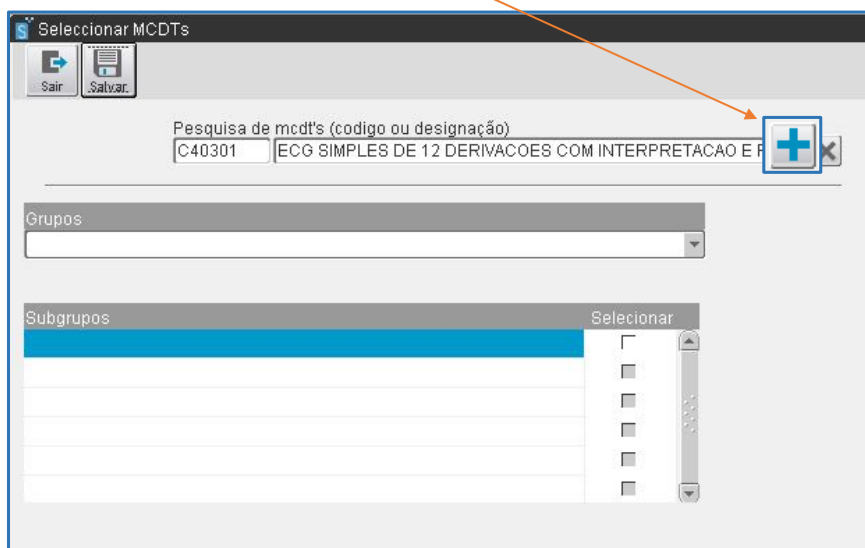 Seleccionar MCDTs
Sair Salvar
Pesquisa de mcdt's (codigo ou designação)
C40301 ECG SIMPLES DE 12 DERIVACOES COM INTERPRETACAO E
Grupos
Subgrupos Selecionar